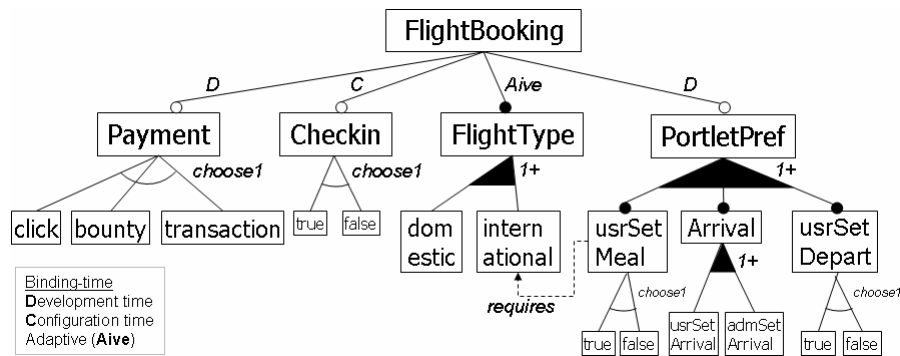 FlightBooking
D
C
Aive
D
Payment
Checkin
FlightType
PortletPref
choose1
choose1
1+
1+
click
bounty
transaction
true
false
dom
estic
intern
ational
usrSet
Meal
Arrival
usrSet
Depart
requires
choose1
1+
choose1
true
false
usrSet
Arrival
admSet
Arrival
true
false
Binding-time
Development time
Configuration time
Adaptive (Aive)